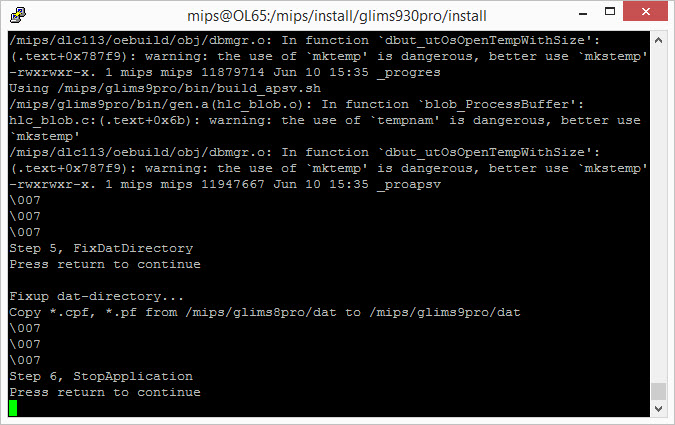 mips@OL65:/mips/install/glims930pro/install
/mips/dlc113/oebuild/obj/dbmgr.o: In function `dbut_utOsOpenTempWithSize':
(.text+0x787f9): warning: the use of `mktemp' is dangerous, better use `mkstemp'
-rwxrwxr-x. 1 mips mips 11879714 Jun 10 15:35 _progres
Using /mips/glims9pro/bin/build_apsv.sh
/mips/glims9pro/bin/gen.a(hlc_blob.o): In function `blob_ProcessBuffer':
hlc_blob.c:(.text+0x6b): warning: the use of `tempnam' is dangerous, better use
`mkstemp'
/mips/dlc113/oebuild/obj/dbmgr.o: In function `dbut_utOsOpenTempWithSize':
(.text+0x787f9): warning: the use of `mktemp' is dangerous, better use `mkstemp'
-rwxrwxr-x. 1 mips mips 11947667 Jun 10 15:35 _proapsv
\007
\007
\007
Step 5, FixDatDirectory
Press return to continue
Fixup dat-directory...
Copy *.cpf, *.pf from /mips/glims8pro/dat to /mips/glims9pro/dat
\007
\007
\007
Step 6, StopApplication
Press return to continue